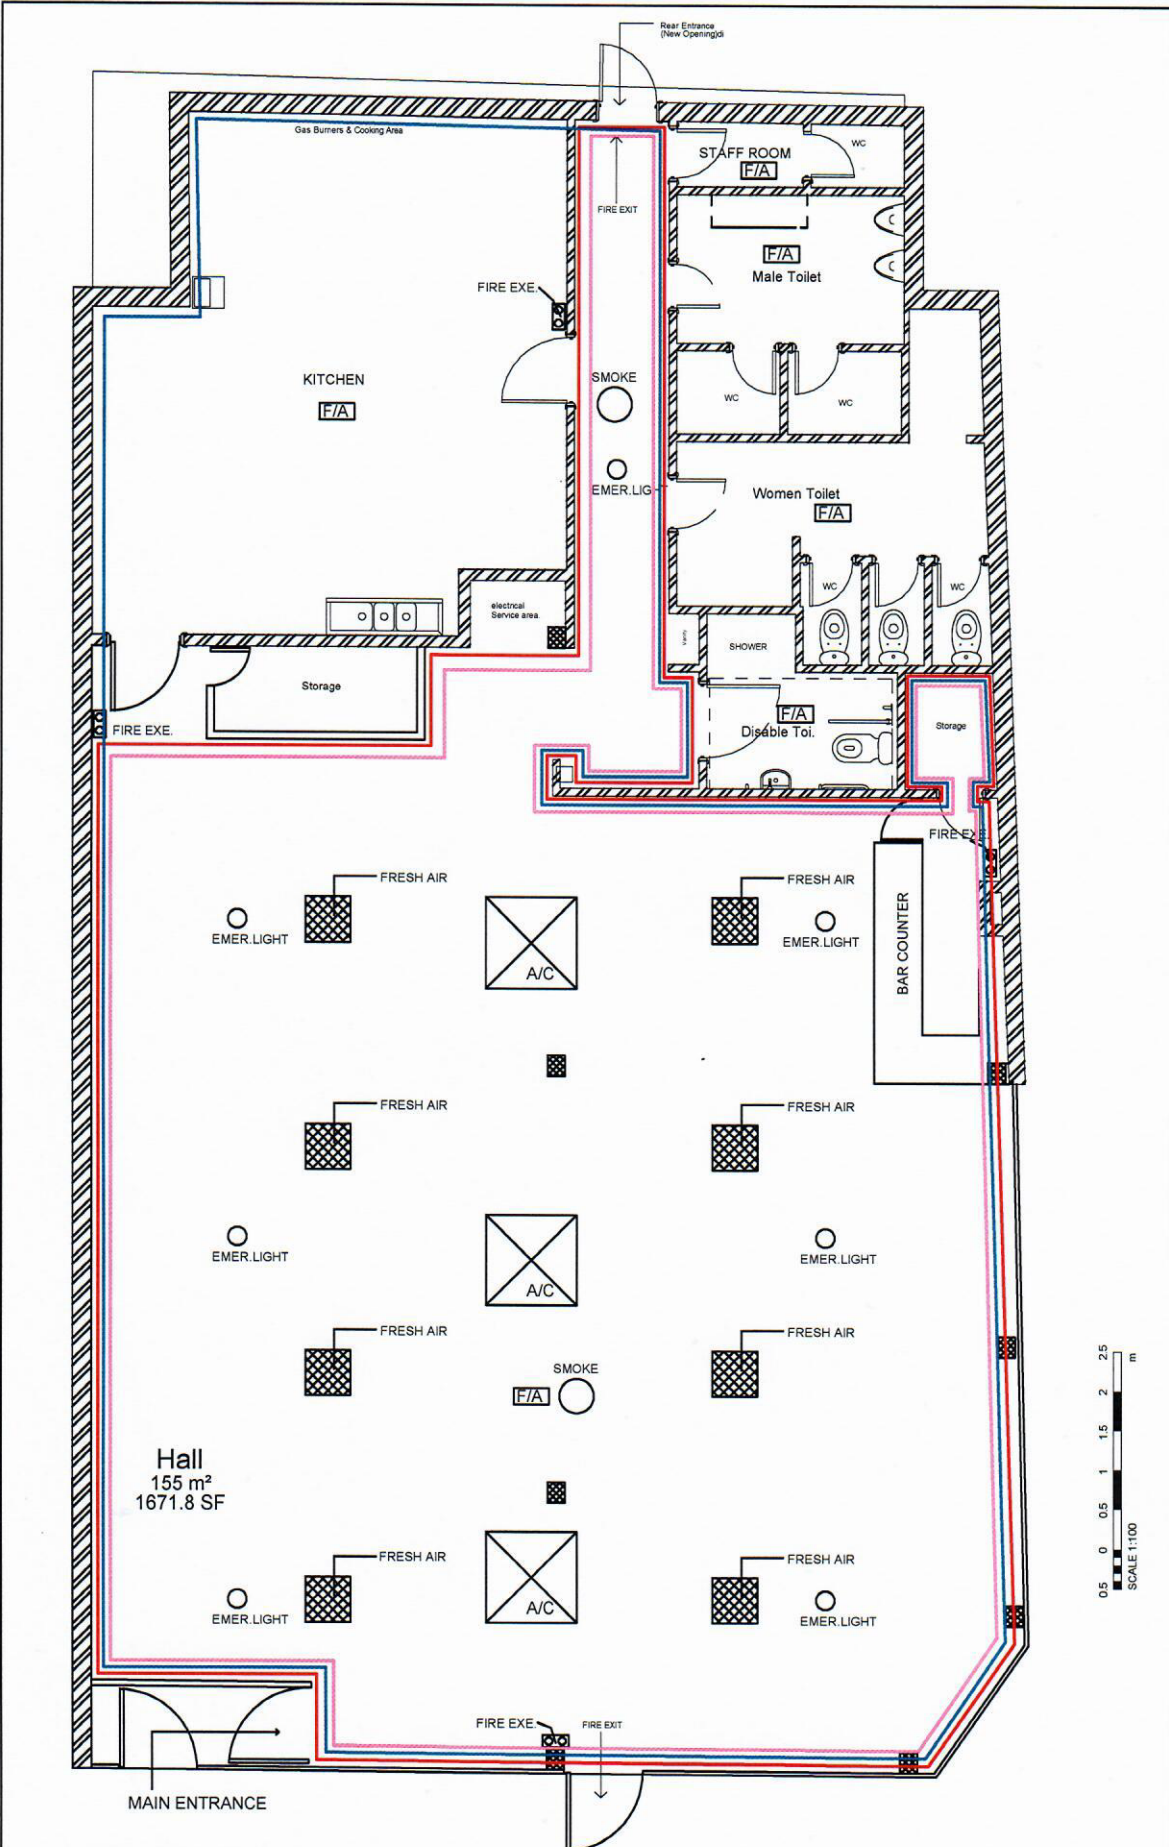 Rear Entrance
(New Opening)di
Gas Burners & Cooking Area
STAFF ROOM
F/A
WC
FIRE EXIT
F/A
Male Toilet
FIRE EXE.
KITCHEN
F/A
SMOKE
WC
WC
EMER.LIGHT
Women Toilet
F/A
WC
WC
electrical
Service area.
Vanity
SHOWER
Storage
F/A
Disable Toi.
Storage
FIRE EXE.
FIRE EXE.
FRESH AIR
FRESH AIR
EMER.LIGHT
EMER.LIGHT
A/C
BAR COUNTER
FRESH AIR
FRESH AIR
EMER.LIGHT
EMER.LIGHT
A/C
FRESH AIR
FRESH AIR
SMOKE
F/A
Hall
155 m²
1671.8 SF
FRESH AIR
FRESH AIR
EMER.LIGHT
EMER.LIGHT
A/C
0.5 0 0.5 1 1.5 2 2.5
m
SCALE 1:100
FIRE EXE.
FIRE EXIT
MAIN ENTRANCE